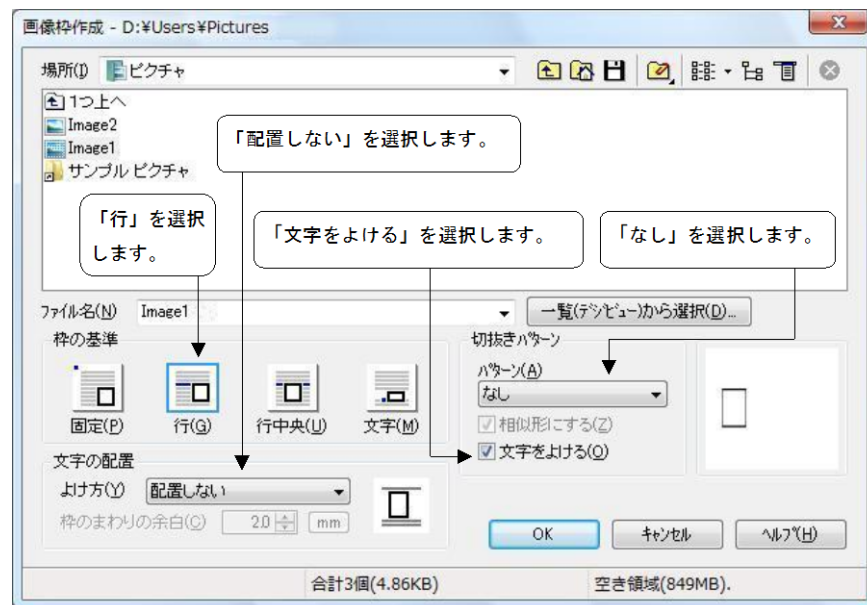 画像枠作成 - D:¥Users¥Pictures
場所(I) ピクチャ
1つ上へ
Image2
Image1
サンプル ピクチャ
「配置しない」を選択します。
「行」を選択
します。
「文字をよける」を選択します。
「なし」を選択します。
ファイル名(N) Image1 一覧(デジビュー)から選択(D)...
枠の基準
固定(P) 行(G) 行中央(U) 文字(M)
切抜きパターン
パターン(A)
なし
相似形にする(Z)
文字をよける(O)
文字の配置
よけ方(Y) 配置しない
枠のまわりの余白(C) 2.0 mm
OK キャンセル ヘルプ(H)
合計3個(4.86KB) 空き領域(849MB).